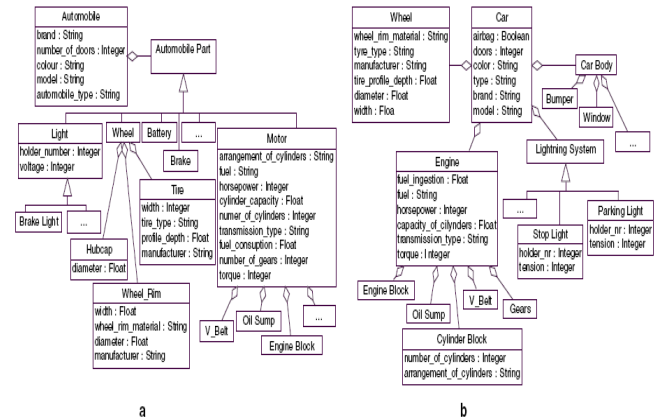 Automobile
brand : String
number_of_doors : Integer
colour : String
model : String
automobile_type : String
Automobile Part
Light
holder_number : Integer
voltage : Integer
Wheel
Battery
...
Brake
Motor
arrangement_of_cylinders : String
fuel : String
horsepower : Integer
cylinder_capacity : Float
numer_of_cylinders : Integer
transmission_type : String
fuel_consuption : Float
number_of_gears : Integer
torque : Integer
Tire
width : Integer
tire_type : String
profile_depth : Float
manufacturer : String
Brake Light
...
Hubcap
diameter : Float
Wheel_Rim
width : Float
wheel_rim_material : String
diameter : Float
manufacturer : String
V_Belt
Oil Sump
Engine Block
...
a
Wheel
wheel_rim_material : String
tyre_type : String
manufacturer : String
tire_profile_depth : Float
diameter : Float
width : Floa
Car
airbag : Boolean
doors : Integer
color : String
type : String
brand : String
model : String
Car Body
Bumper
Window
...
Lightning System
Engine
fuel_ingestion : Float
fuel : String
horsepower : Integer
capacity_of_cilynders : Float
transmission_type : String
torque : Integer
...
Stop Light
holder_nr : Integer
tension : Integer
Parking Light
holder_nr : Integer
tension : Integer
Engine Block
Oil Sump
V_Belt
Gears
Cylinder Block
number_of_cylinders : Integer
arrangement_of_cylinders : String
b